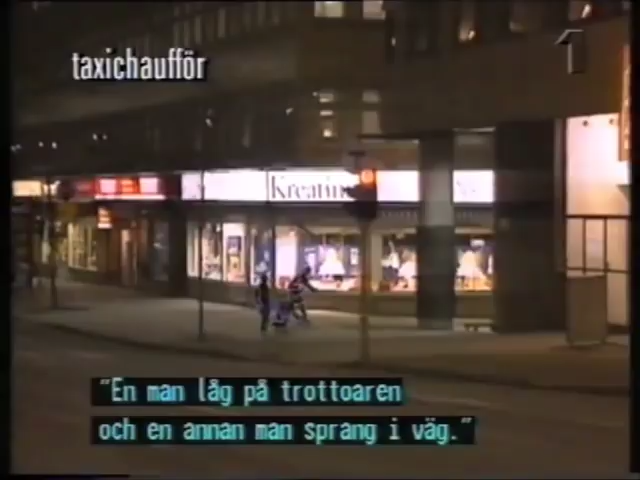 taxichaufför
1
Kreatin
"En man låg på trottoaren
och en annan man sprang i väg."